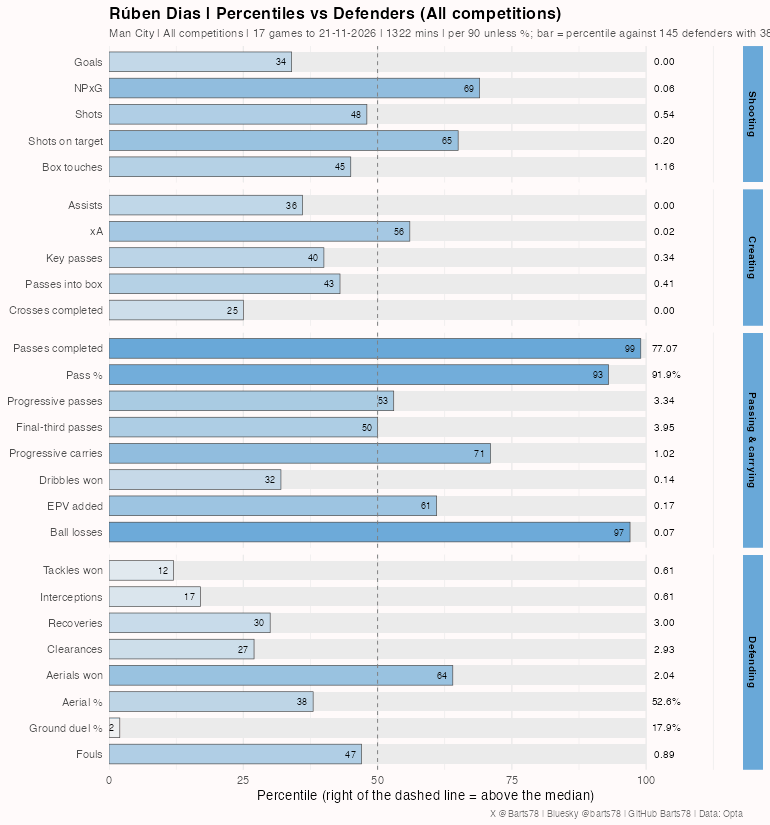 Rúben Dias | Percentiles vs Defenders (All competitions)
Man City | All competitions | 17 games to 21-11-2026 | 1322 mins | per 90 unless %; bar = percentile against 145 defenders with 38
Goals 34 0.00
NPxG 69 0.06
Shots 48 0.54
Shots on target 65 0.20
Box touches 45 1.16
Shooting
Assists 36 0.00
xA 56 0.02
Key passes 40 0.34
Passes into box 43 0.41
Crosses completed 25 0.00
Creating
Passes completed 99 77.07
Pass % 93 91.9%
Progressive passes 53 3.34
Final-third passes 50 3.95
Progressive carries 71 1.02
Dribbles won 32 0.14
EPV added 61 0.17
Ball losses 97 0.07
Passing & carrying
Tackles won 12 0.61
Interceptions 17 0.61
Recoveries 30 3.00
Clearances 27 2.93
Aerials won 64 2.04
Aerial % 38 52.6%
Ground duel % 2 17.9%
Fouls 47 0.89
Defending
0 25 50 75 100
Percentile (right of the dashed line = above the median)
X @Barts78 | Bluesky @barts78 | GitHub Barts78 | Data: Opta